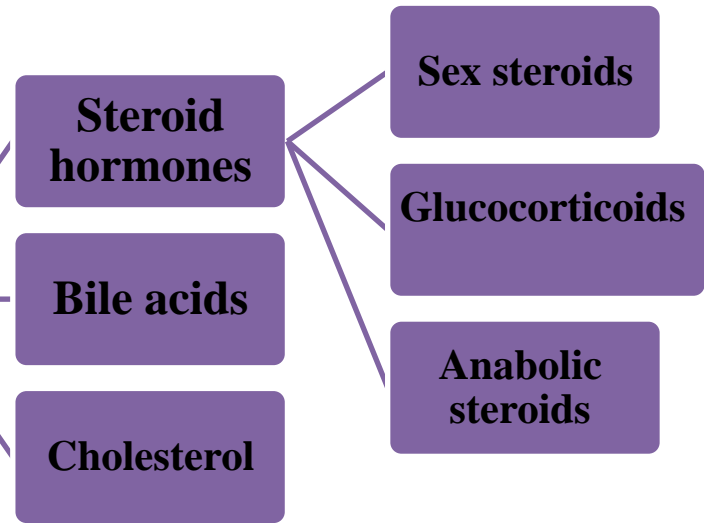 Steroid
hormones
Bile acids
Cholesterol
Sex steroids
Glucocorticoids
Anabolic
steroids